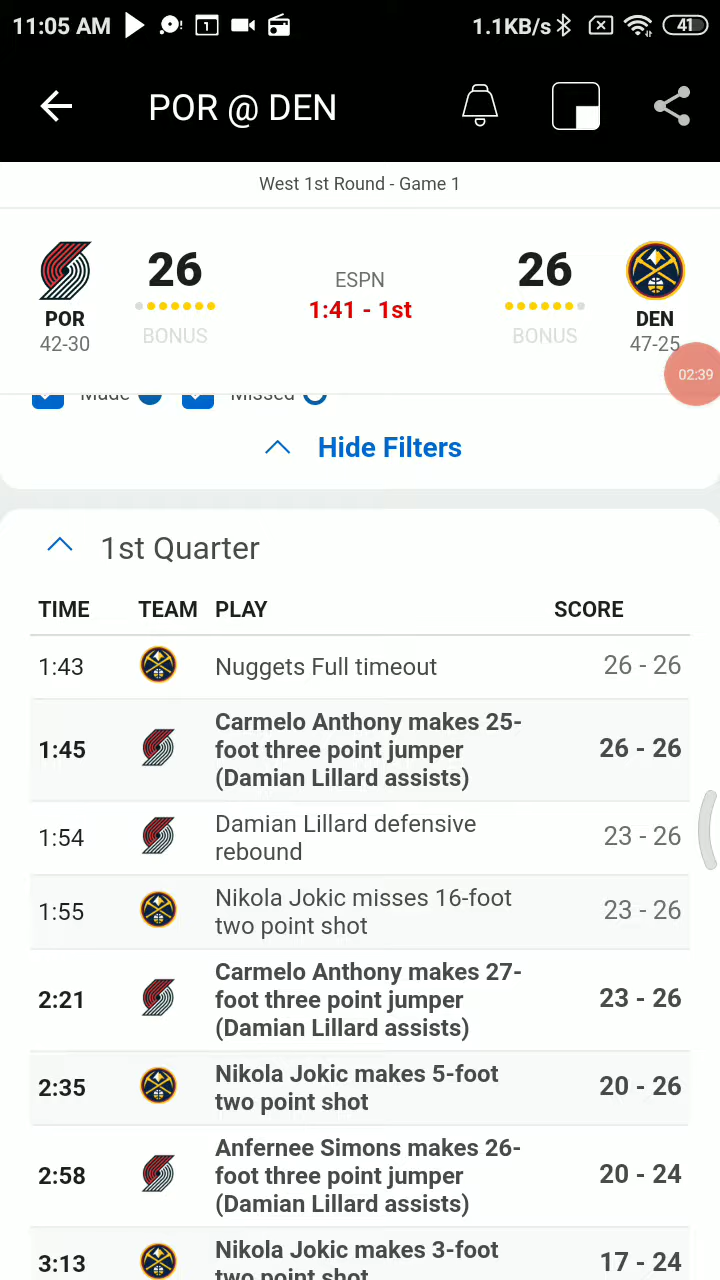 11:05 AM 1 1.1KB/s 41
POR @ DEN
West 1st Round - Game 1
26 ESPN 26
1:41 - 1st
POR BONUS BONUS DEN
42-30 47-25
02:39
Made Missed
Hide Filters
1st Quarter
TIME TEAM PLAY SCORE
1:43 Nuggets Full timeout 26 - 26
Carmelo Anthony makes 25-
1:45 foot three point jumper 26 - 26
(Damian Lillard assists)
Damian Lillard defensive
1:54 rebound 23 - 26
Nikola Jokic misses 16-foot
1:55 two point shot 23 - 26
Carmelo Anthony makes 27-
2:21 foot three point jumper 23 - 26
(Damian Lillard assists)
Nikola Jokic makes 5-foot
2:35 two point shot 20 - 26
Anfernee Simons makes 26-
2:58 foot three point jumper 20 - 24
(Damian Lillard assists)
Nikola Jokic makes 3-foot
3:13 two point shot 17 - 24